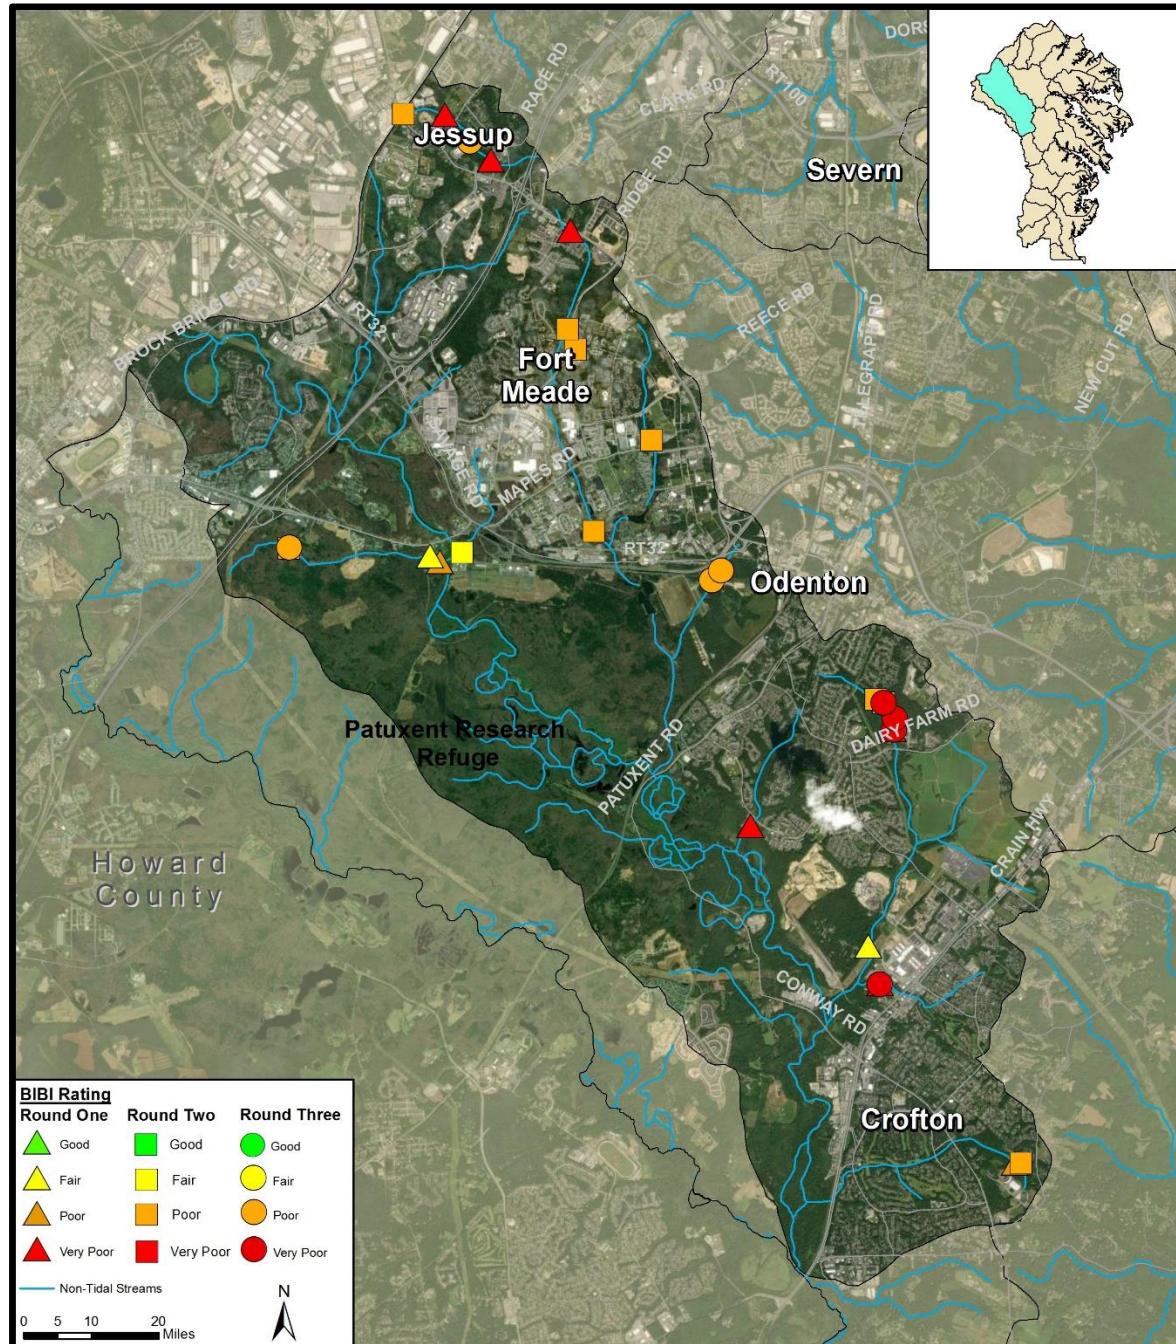 DORS
RACE RD
CLARK RD
RT100
Jessup
Severn
RIDGE RD
BROCK BRIDGE RD
RT32
REECE RD
TELEGRAPH RD
NEW CUT RD
Fort
Meade
SAVAGE RD
MAPES RD
RT32
Odenton
Patuxent Research
Refuge
PATUXENT RD
DAIRY FARM RD
CRAIN HWY
Howard
County
CONWAY RD
Crofton
BIBI Rating
Round One Round Two Round Three
Good Good Good
Fair Fair Fair
Poor Poor Poor
Very Poor Very Poor Very Poor
Non-Tidal Streams
N
0 5 10 20
Miles